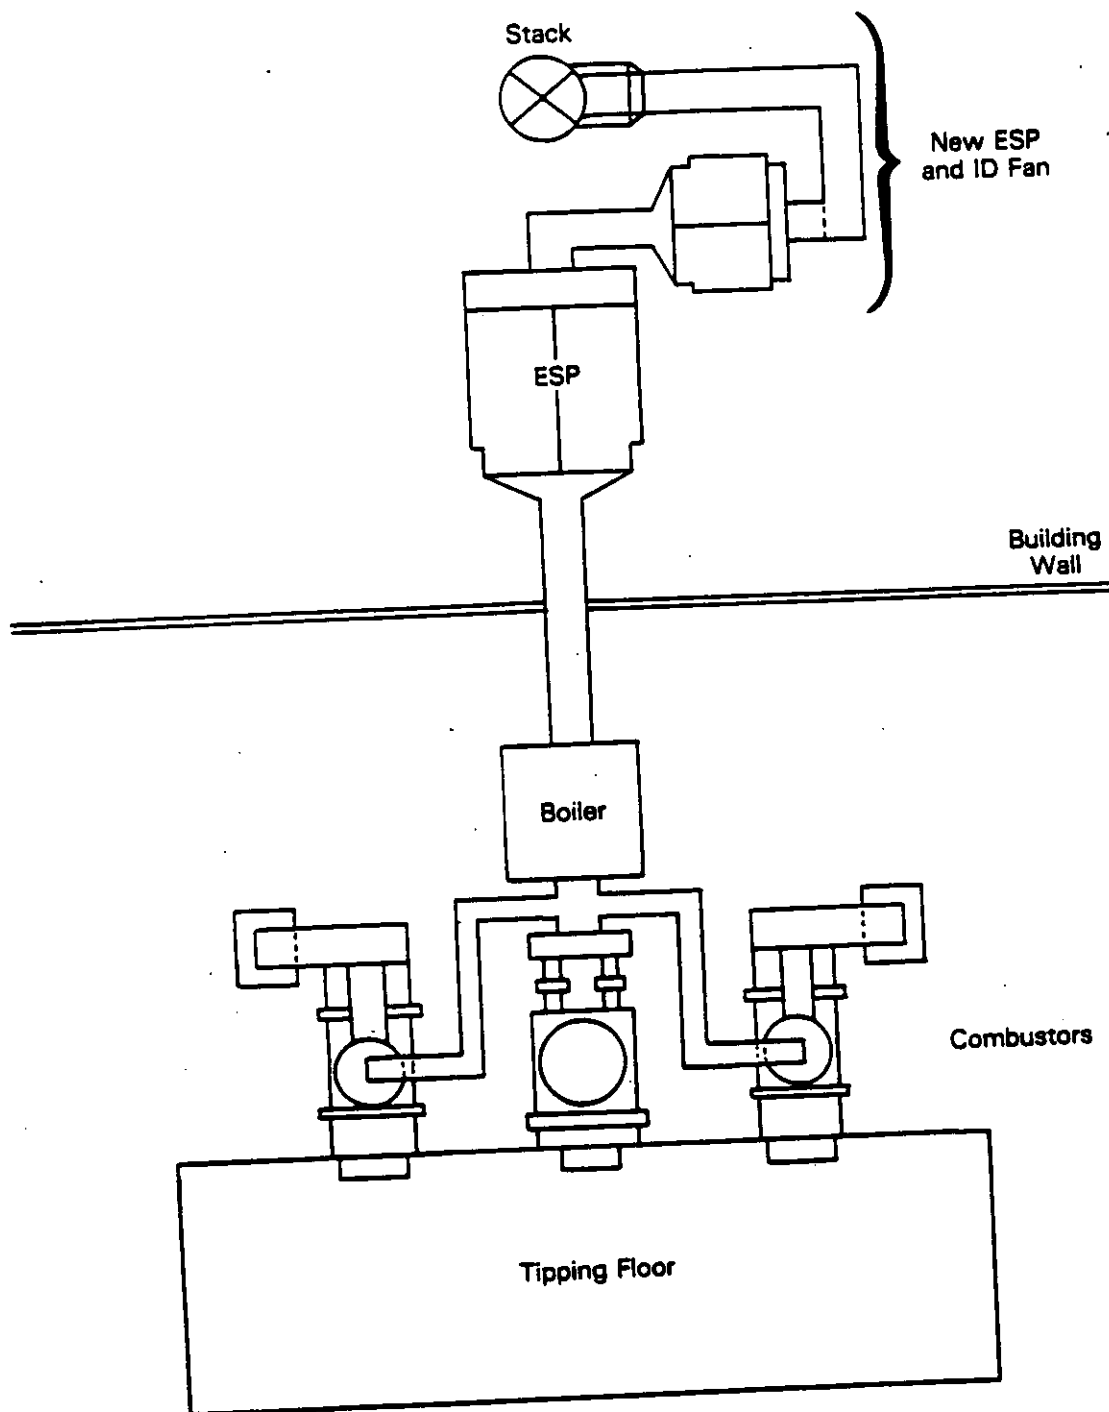 Stack
New ESP
and ID Fan
ESP
Building
Wall
Boiler
Combustors
Tipping Floor